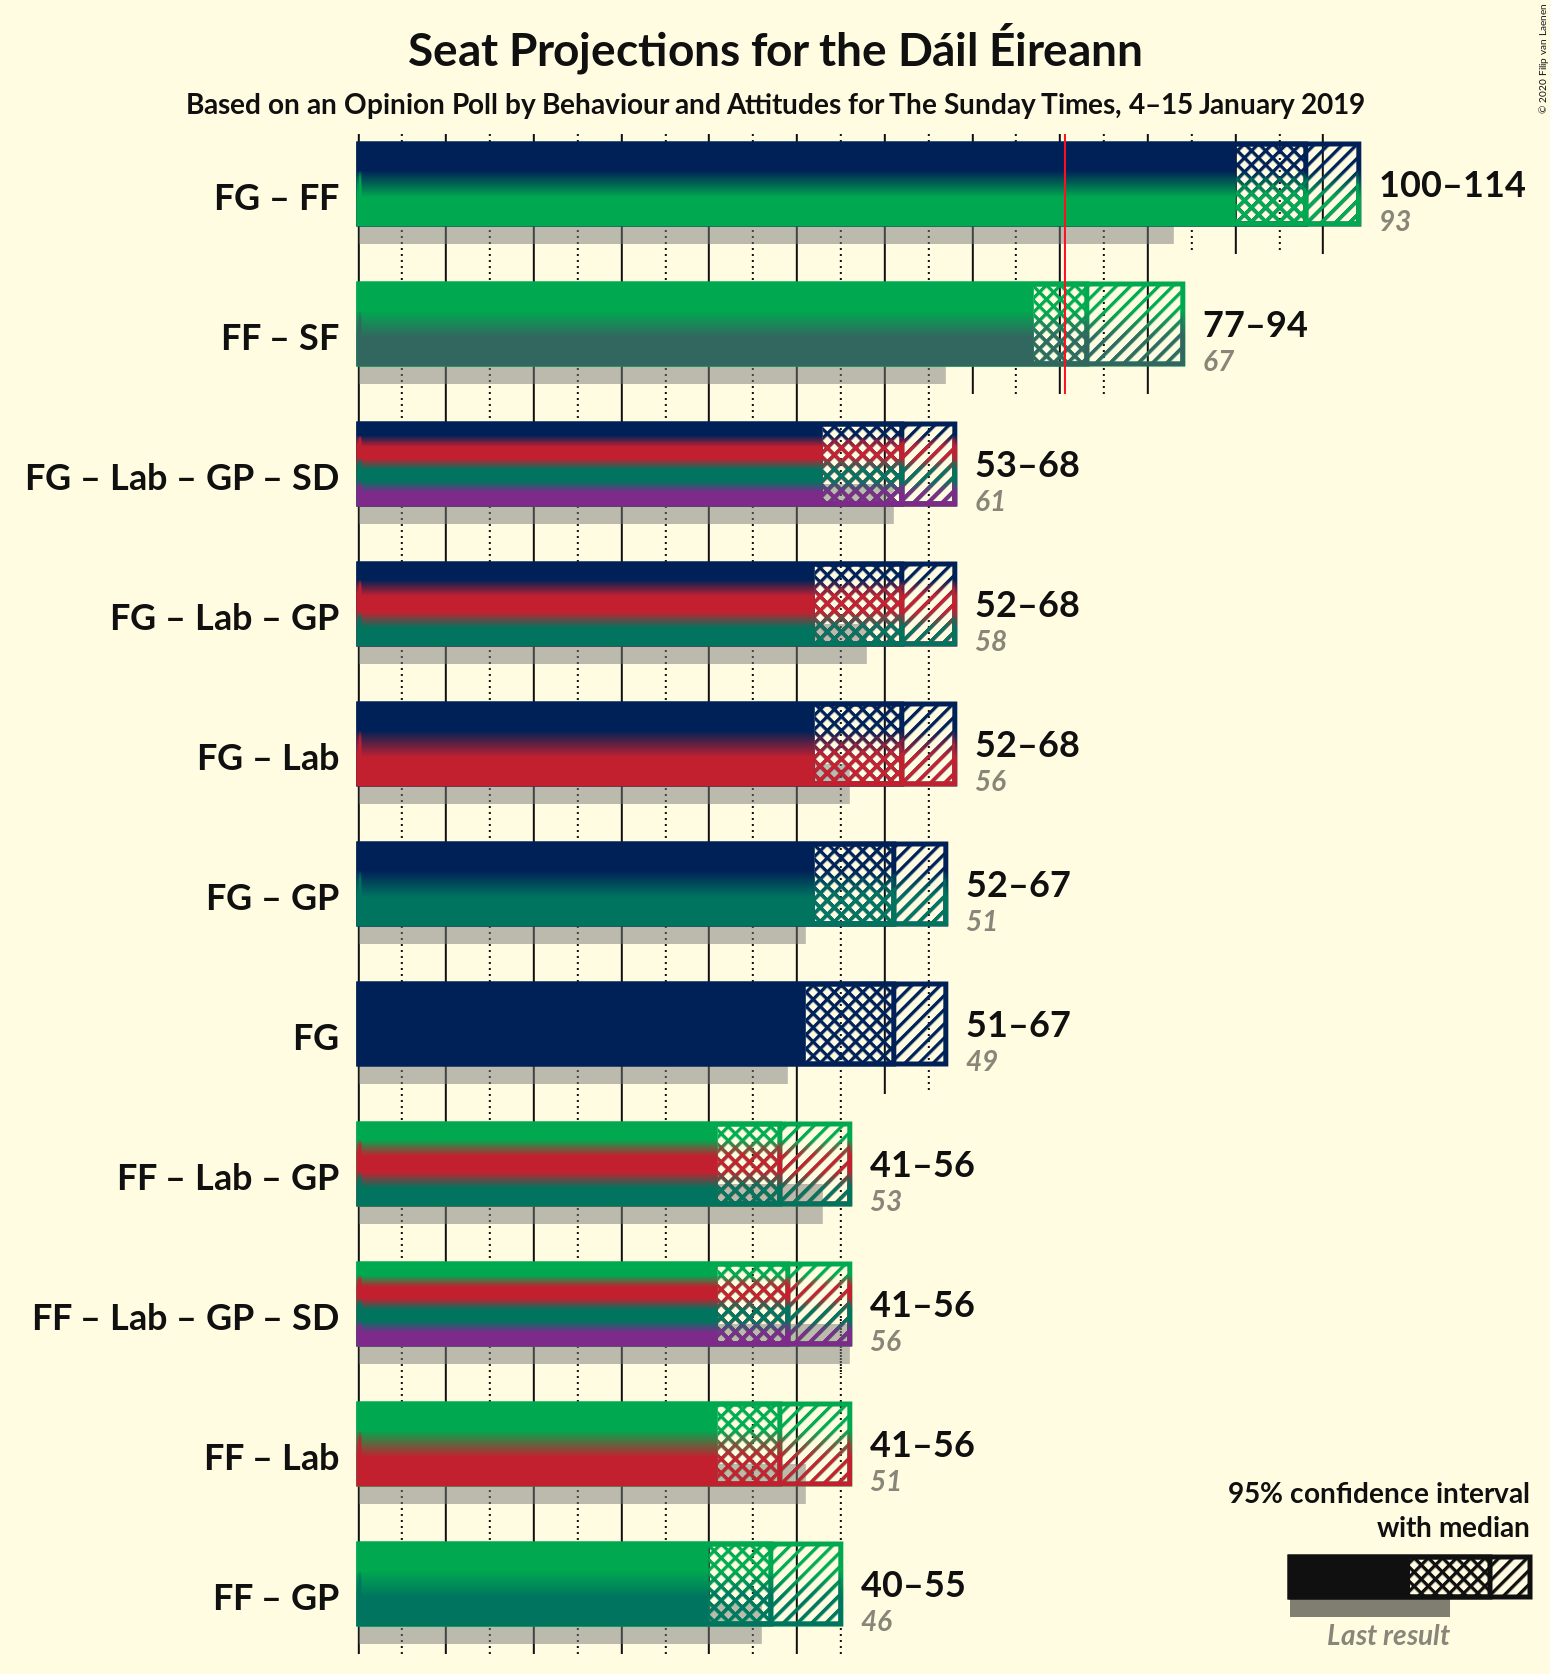 Seat Projections for the Dáil Éireann
Based on an Opinion Poll by Behaviour and Attitudes for The Sunday Times, 4–15 January 2019
© 2020 Filip van Laenen
FG – FF
100–114
93
FF – SF
77–94
67
FG – Lab – GP – SD
53–68
61
FG – Lab – GP
52–68
58
FG – Lab
52–68
56
FG – GP
52–67
51
FG
51–67
49
FF – Lab – GP
41–56
53
FF – Lab – GP – SD
41–56
56
FF – Lab
41–56
51
FF – GP
40–55
46
95% confidence interval
with median
Last result